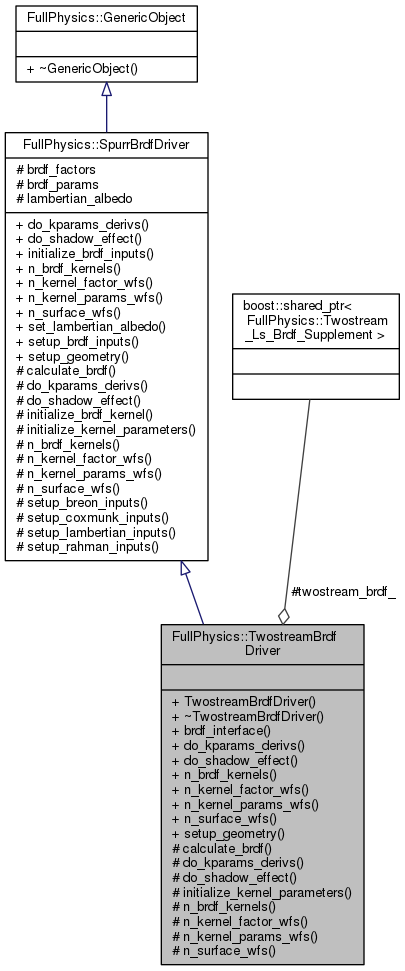 FullPhysics::GenericObject
+ ~GenericObject()
FullPhysics::SpurrBrdfDriver
# brdf_factors
# brdf_params
# lambertian_albedo
+ do_kparams_derivs()
+ do_shadow_effect()
+ initialize_brdf_inputs()
+ n_brdf_kernels()
+ n_kernel_factor_wfs()
+ n_kernel_params_wfs()
+ n_surface_wfs()
+ set_lambertian_albedo()
+ setup_brdf_inputs()
+ setup_geometry()
# calculate_brdf()
# do_kparams_derivs()
# do_shadow_effect()
# initialize_brdf_kernel()
# initialize_kernel_parameters()
# n_brdf_kernels()
# n_kernel_factor_wfs()
# n_kernel_params_wfs()
# n_surface_wfs()
# setup_breon_inputs()
# setup_coxmunk_inputs()
# setup_lambertian_inputs()
# setup_rahman_inputs()
boost::shared_ptr<
FullPhysics::Twostream
_Ls_Brdf_Supplement >
#twostream_brdf_
FullPhysics::TwostreamBrdf
Driver
+ TwostreamBrdfDriver()
+ ~TwostreamBrdfDriver()
+ brdf_interface()
+ do_kparams_derivs()
+ do_shadow_effect()
+ n_brdf_kernels()
+ n_kernel_factor_wfs()
+ n_kernel_params_wfs()
+ n_surface_wfs()
+ setup_geometry()
# calculate_brdf()
# do_kparams_derivs()
# do_shadow_effect()
# initialize_kernel_parameters()
# n_brdf_kernels()
# n_kernel_factor_wfs()
# n_kernel_params_wfs()
# n_surface_wfs()